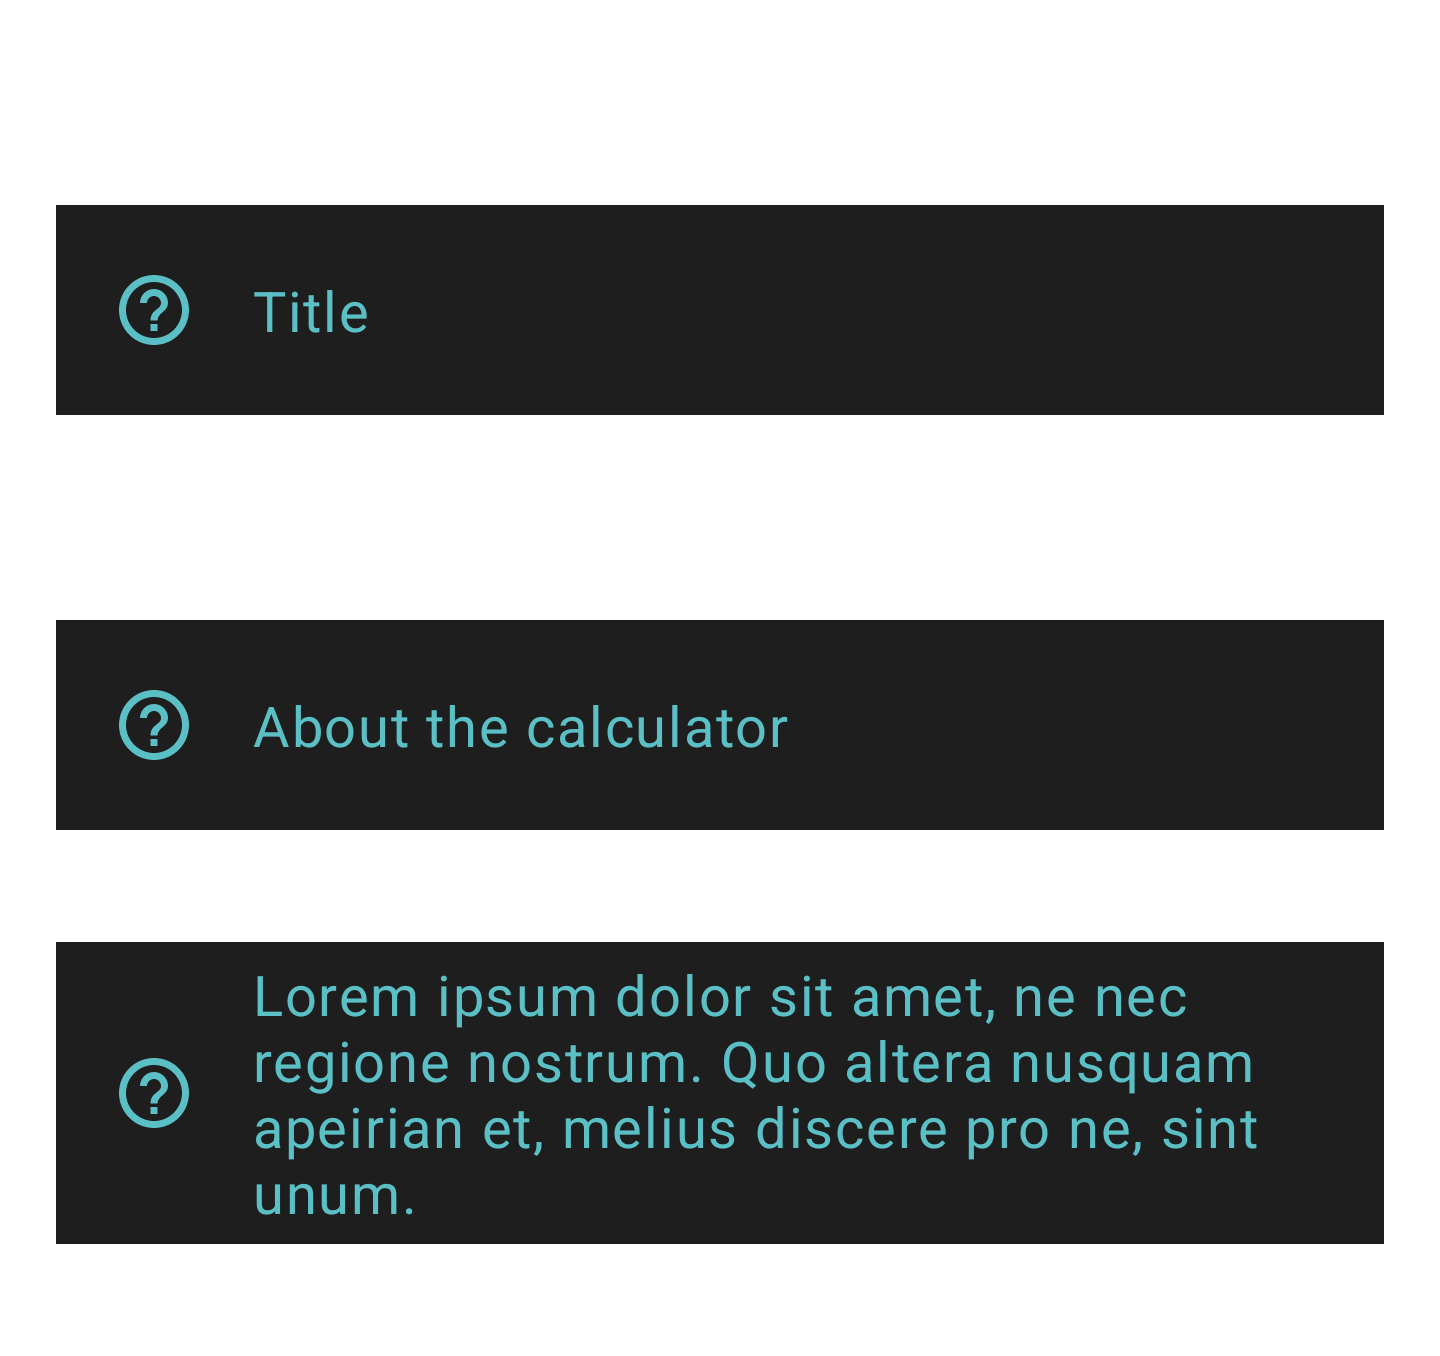 Title
About the calculator
Lorem ipsum dolor sit amet, ne nec
regione nostrum. Quo altera nusquam
apeirian et, melius discere pro ne, sint
unum.